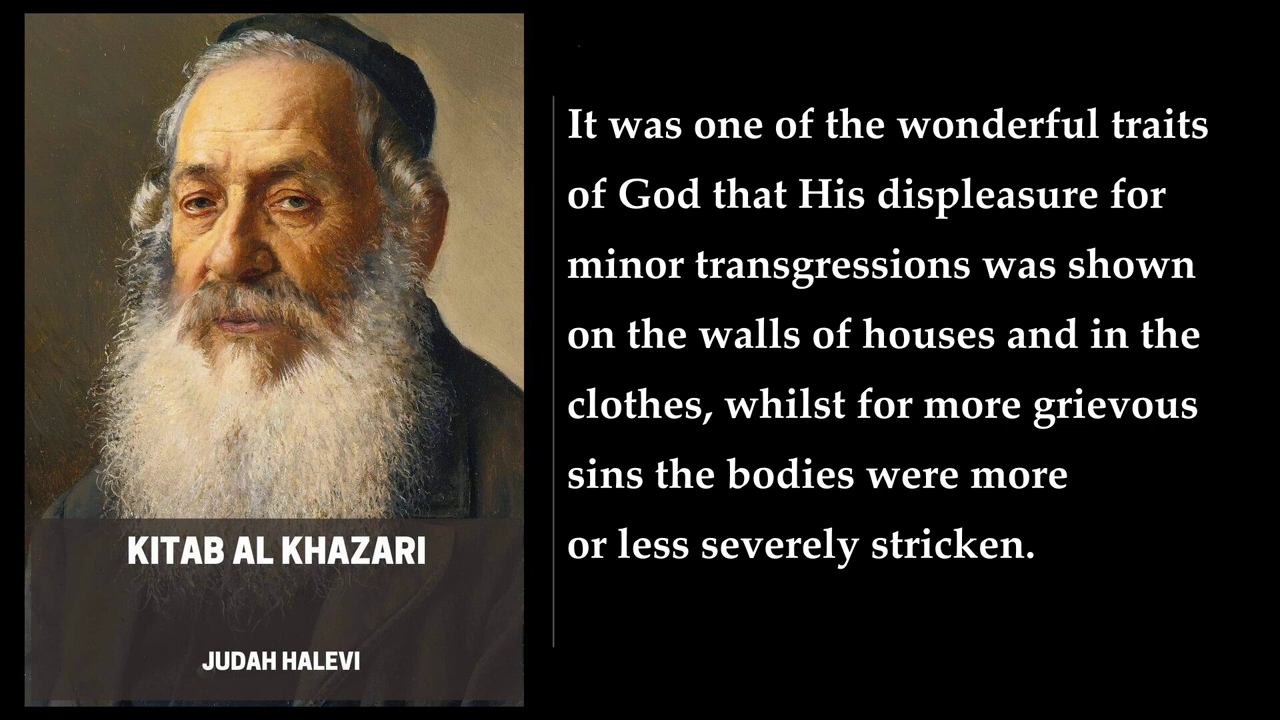 KITAB AL KHAZARI
JUDAH HALEVI
It was one of the wonderful traits
of God that His displeasure for
minor transgressions was shown
on the walls of houses and in the
clothes, whilst for more grievous
sins the bodies were more
or less severely stricken.